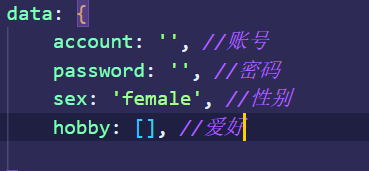 data: {
account: '', //账号
password: '', //密码
sex: 'female', //性别
hobby: [], //爱好